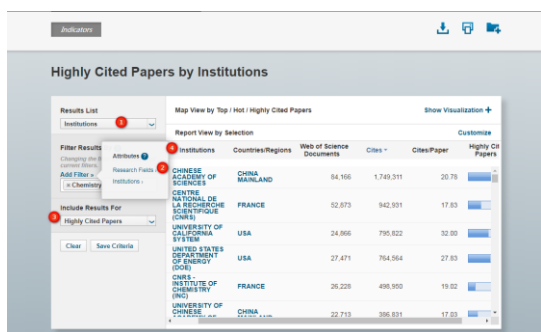 Indicators
Highly Cited Papers by Institutions
Results List
Institutions
1
Filter Results
Changing the
current filters.
Add Filter »
× Chemistry
Attributes ?
Research Fields ›
2
Institutions ›
Include Results For
3
Highly Cited Papers
Clear Save Criteria
Map View by Top / Hot / Highly Cited Papers Show Visualization +
Report View by Selection Customize
4
Institutions Countries/Regions Web of Science Documents Cites Cites/Paper Highly Cit Papers
CHINESE ACADEMY OF SCIENCES CHINA MAINLAND 84,166 1,749,311 20.78
CENTRE NATIONAL DE LA RECHERCHE SCIENTIFIQUE (CNRS) FRANCE 52,873 942,931 17.83
UNIVERSITY OF CALIFORNIA SYSTEM USA 24,866 795,822 32.00
UNITED STATES DEPARTMENT OF ENERGY (DOE) USA 27,471 764,564 27.83
CNRS - INSTITUTE OF CHEMISTRY (INC) FRANCE 26,228 498,950 19.02
UNIVERSITY OF CHINESE CHINA 22,713 386,831 17.03